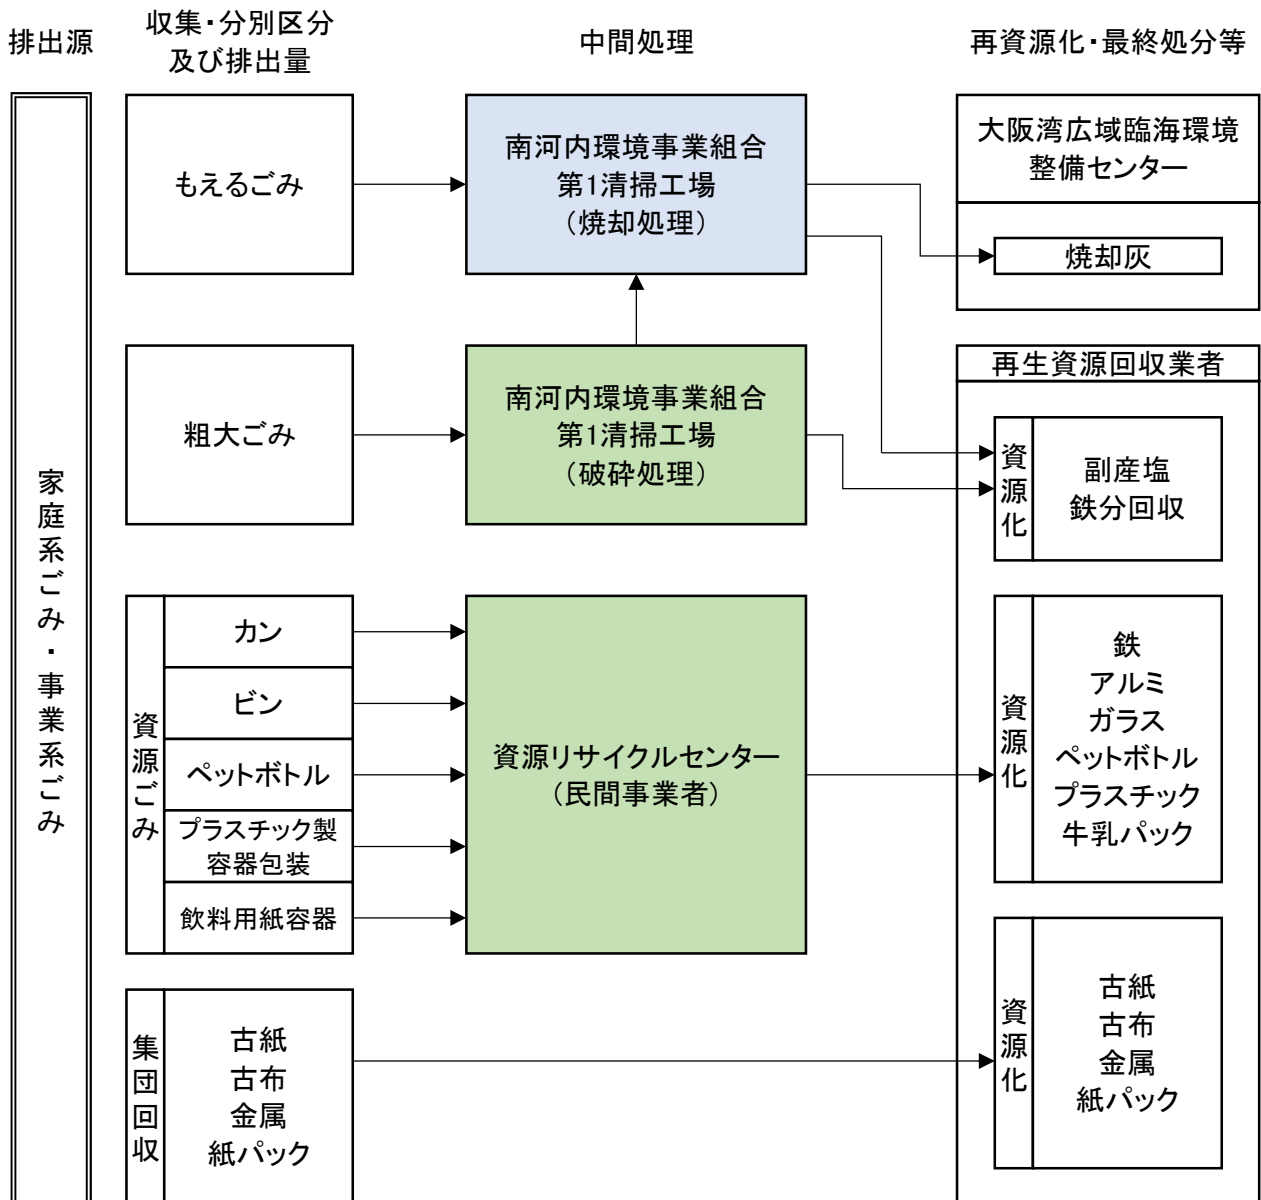 排出源
収集・分別区分
及び排出量
中間処理
再資源化・最終処分等
家庭系ごみ・事業系ごみ
もえるごみ
南河内環境事業組合
第1清掃工場
（焼却処理）
大阪湾広域臨海環境
整備センター
焼却灰
粗大ごみ
南河内環境事業組合
第1清掃工場
（破砕処理）
再生資源回収業者
資源化
副産塩
鉄分回収
資源ごみ
カン
ビン
ペットボトル
プラスチック製
容器包装
飲料用紙容器
資源リサイクルセンター
（民間事業者）
資源化
鉄
アルミ
ガラス
ペットボトル
プラスチック
牛乳パック
集団回収
古紙
古布
金属
紙パック
資源化
古紙
古布
金属
紙パック